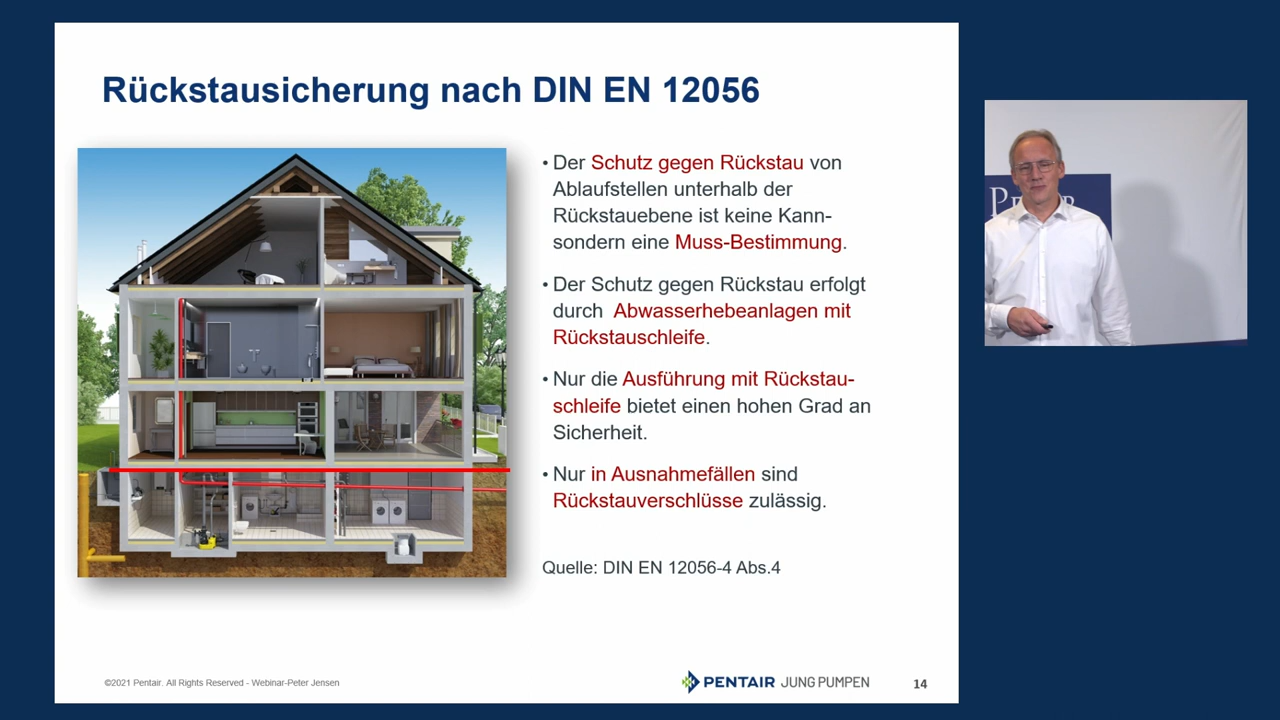 Rückstausicherung nach DIN EN 12056
• Der Schutz gegen Rückstau von
Ablaufstellen unterhalb der
Rückstauebene ist keine Kann-
sondern eine Muss-Bestimmung.
• Der Schutz gegen Rückstau erfolgt
durch Abwasserhebeanlagen mit
Rückstauschleife.
• Nur die Ausführung mit Rückstau-
schleife bietet einen hohen Grad an
Sicherheit.
• Nur in Ausnahmefällen sind
Rückstauverschlüsse zulässig.
Quelle: DIN EN 12056-4 Abs.4
©2021 Pentair. All Rights Reserved - Webinar-Peter Jensen
PENTAIR JUNG PUMPEN
14